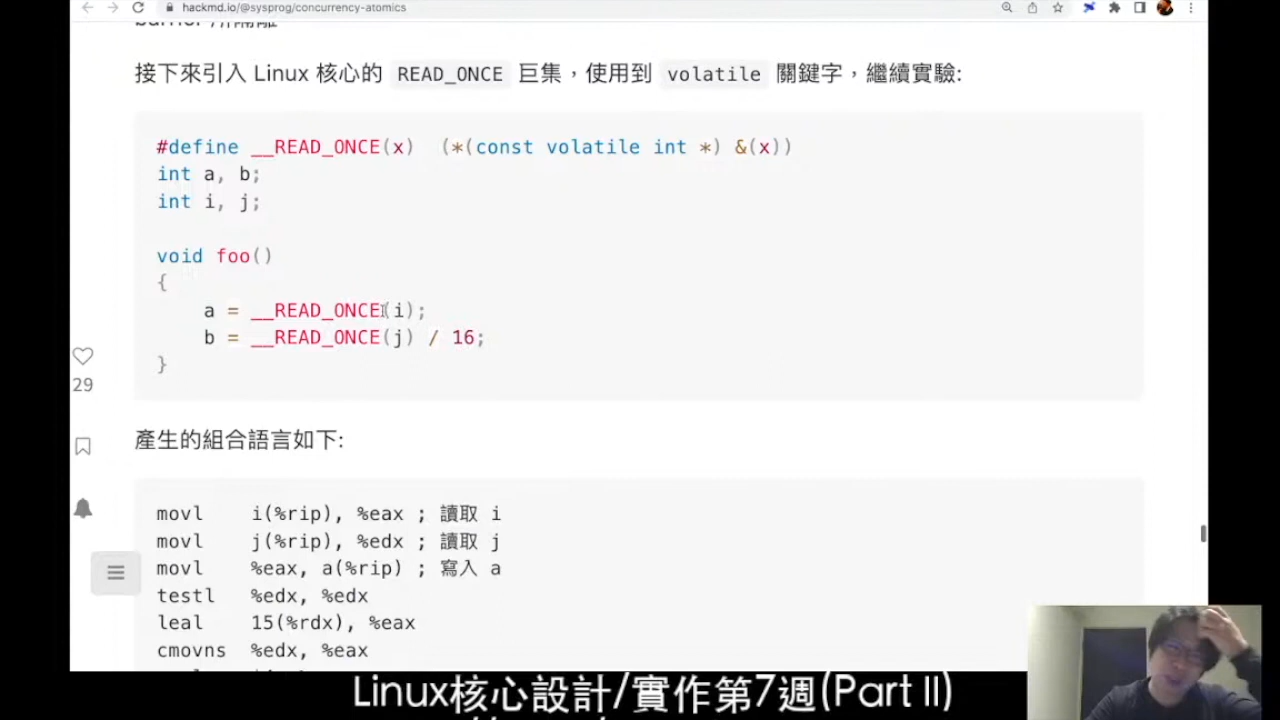 hackmd.io/@sysprog/concurrency-atomics
接下來引入 Linux 核心的 READ_ONCE 巨集，使用到 volatile 關鍵字，繼續實驗:
#define __READ_ONCE(x) (*(const volatile int *) &(x))
int a, b;
int i, j;
void foo()
{
a = __READ_ONCE(i);
b = __READ_ONCE(j) / 16;
}
29
產生的組合語言如下:
movl i(%rip), %eax ; 讀取 i
movl j(%rip), %edx ; 讀取 j
movl %eax, a(%rip) ; 寫入 a
testl %edx, %edx
leal 15(%rdx), %eax
cmovns %edx, %eax
Linux核心設計/實作第7週(Part II)